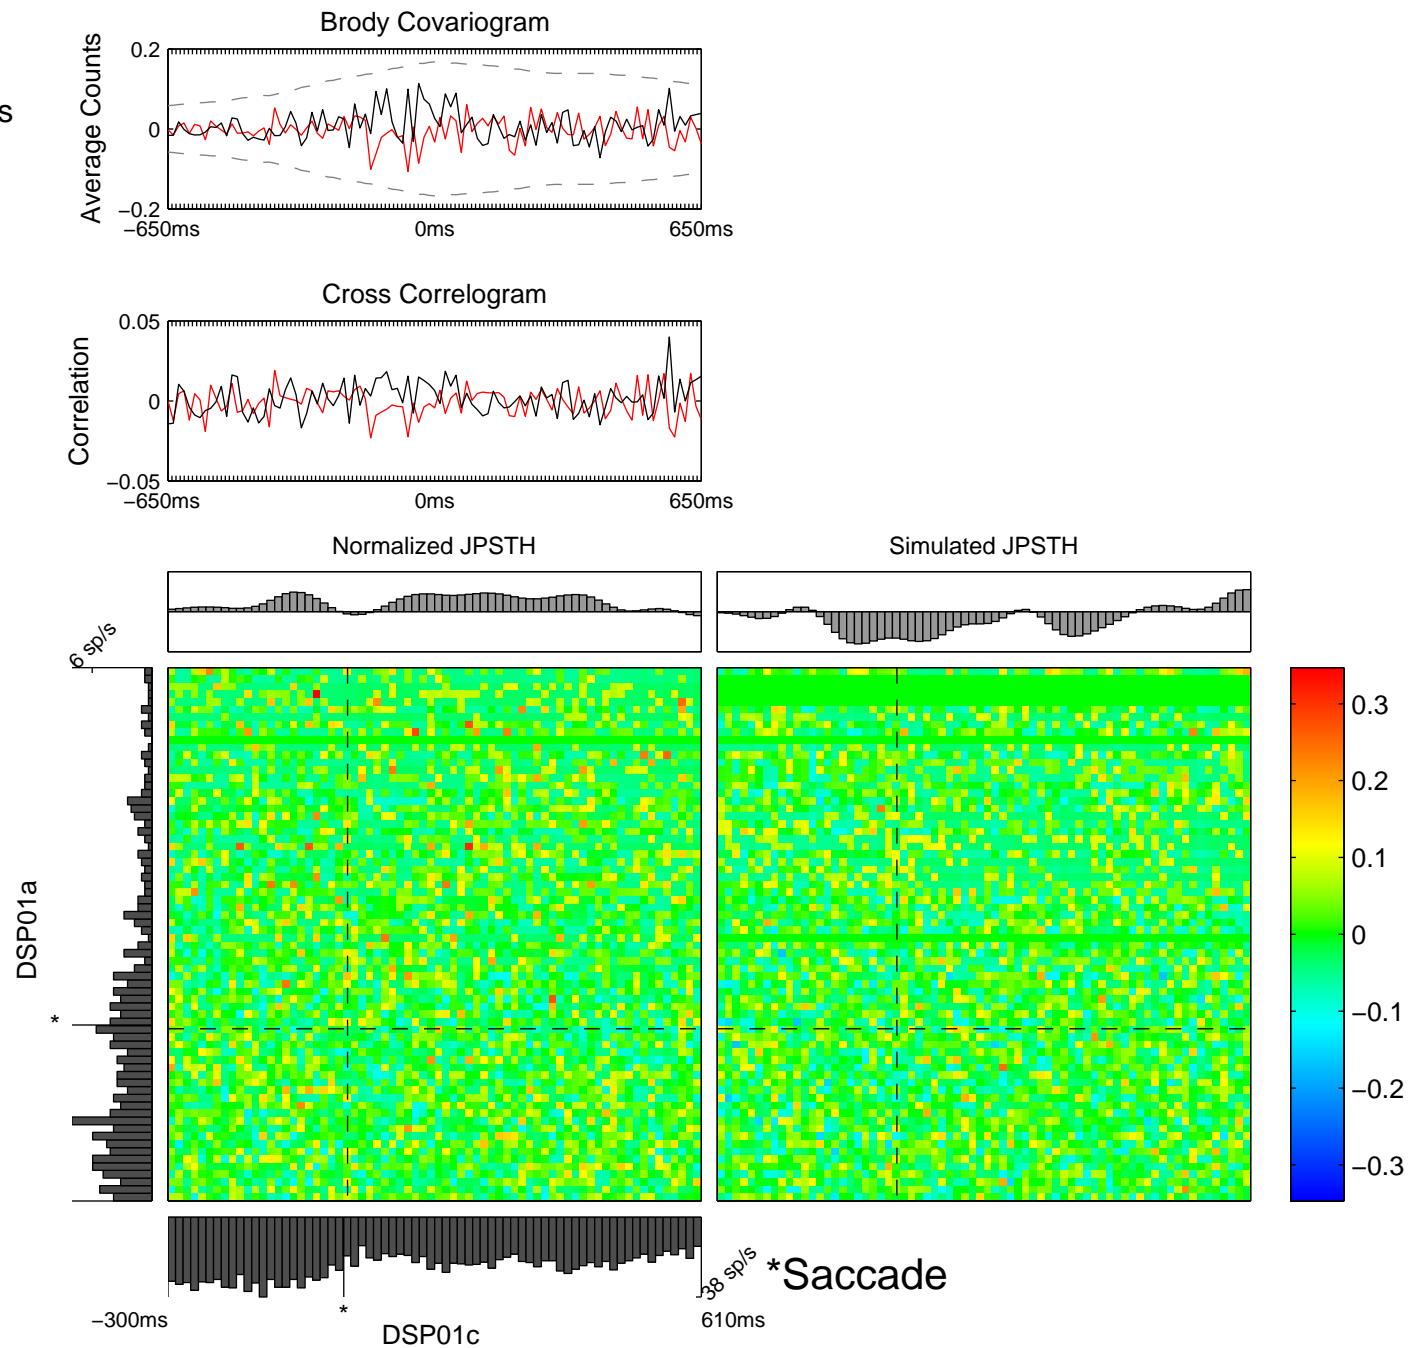 Brody Covariogram
s
Average Counts
0.2
0
−0.2
−650ms 0ms 650ms
Cross Correlogram
Correlation
0.05
0
−0.05
−650ms 0ms 650ms
Normalized JPSTH Simulated JPSTH
6 sp/s
DSP01a
*
0.3
0.2
0.1
0
−0.1
−0.2
−0.3
38 sp/s
*Saccade
*
−300ms 610ms
DSP01c